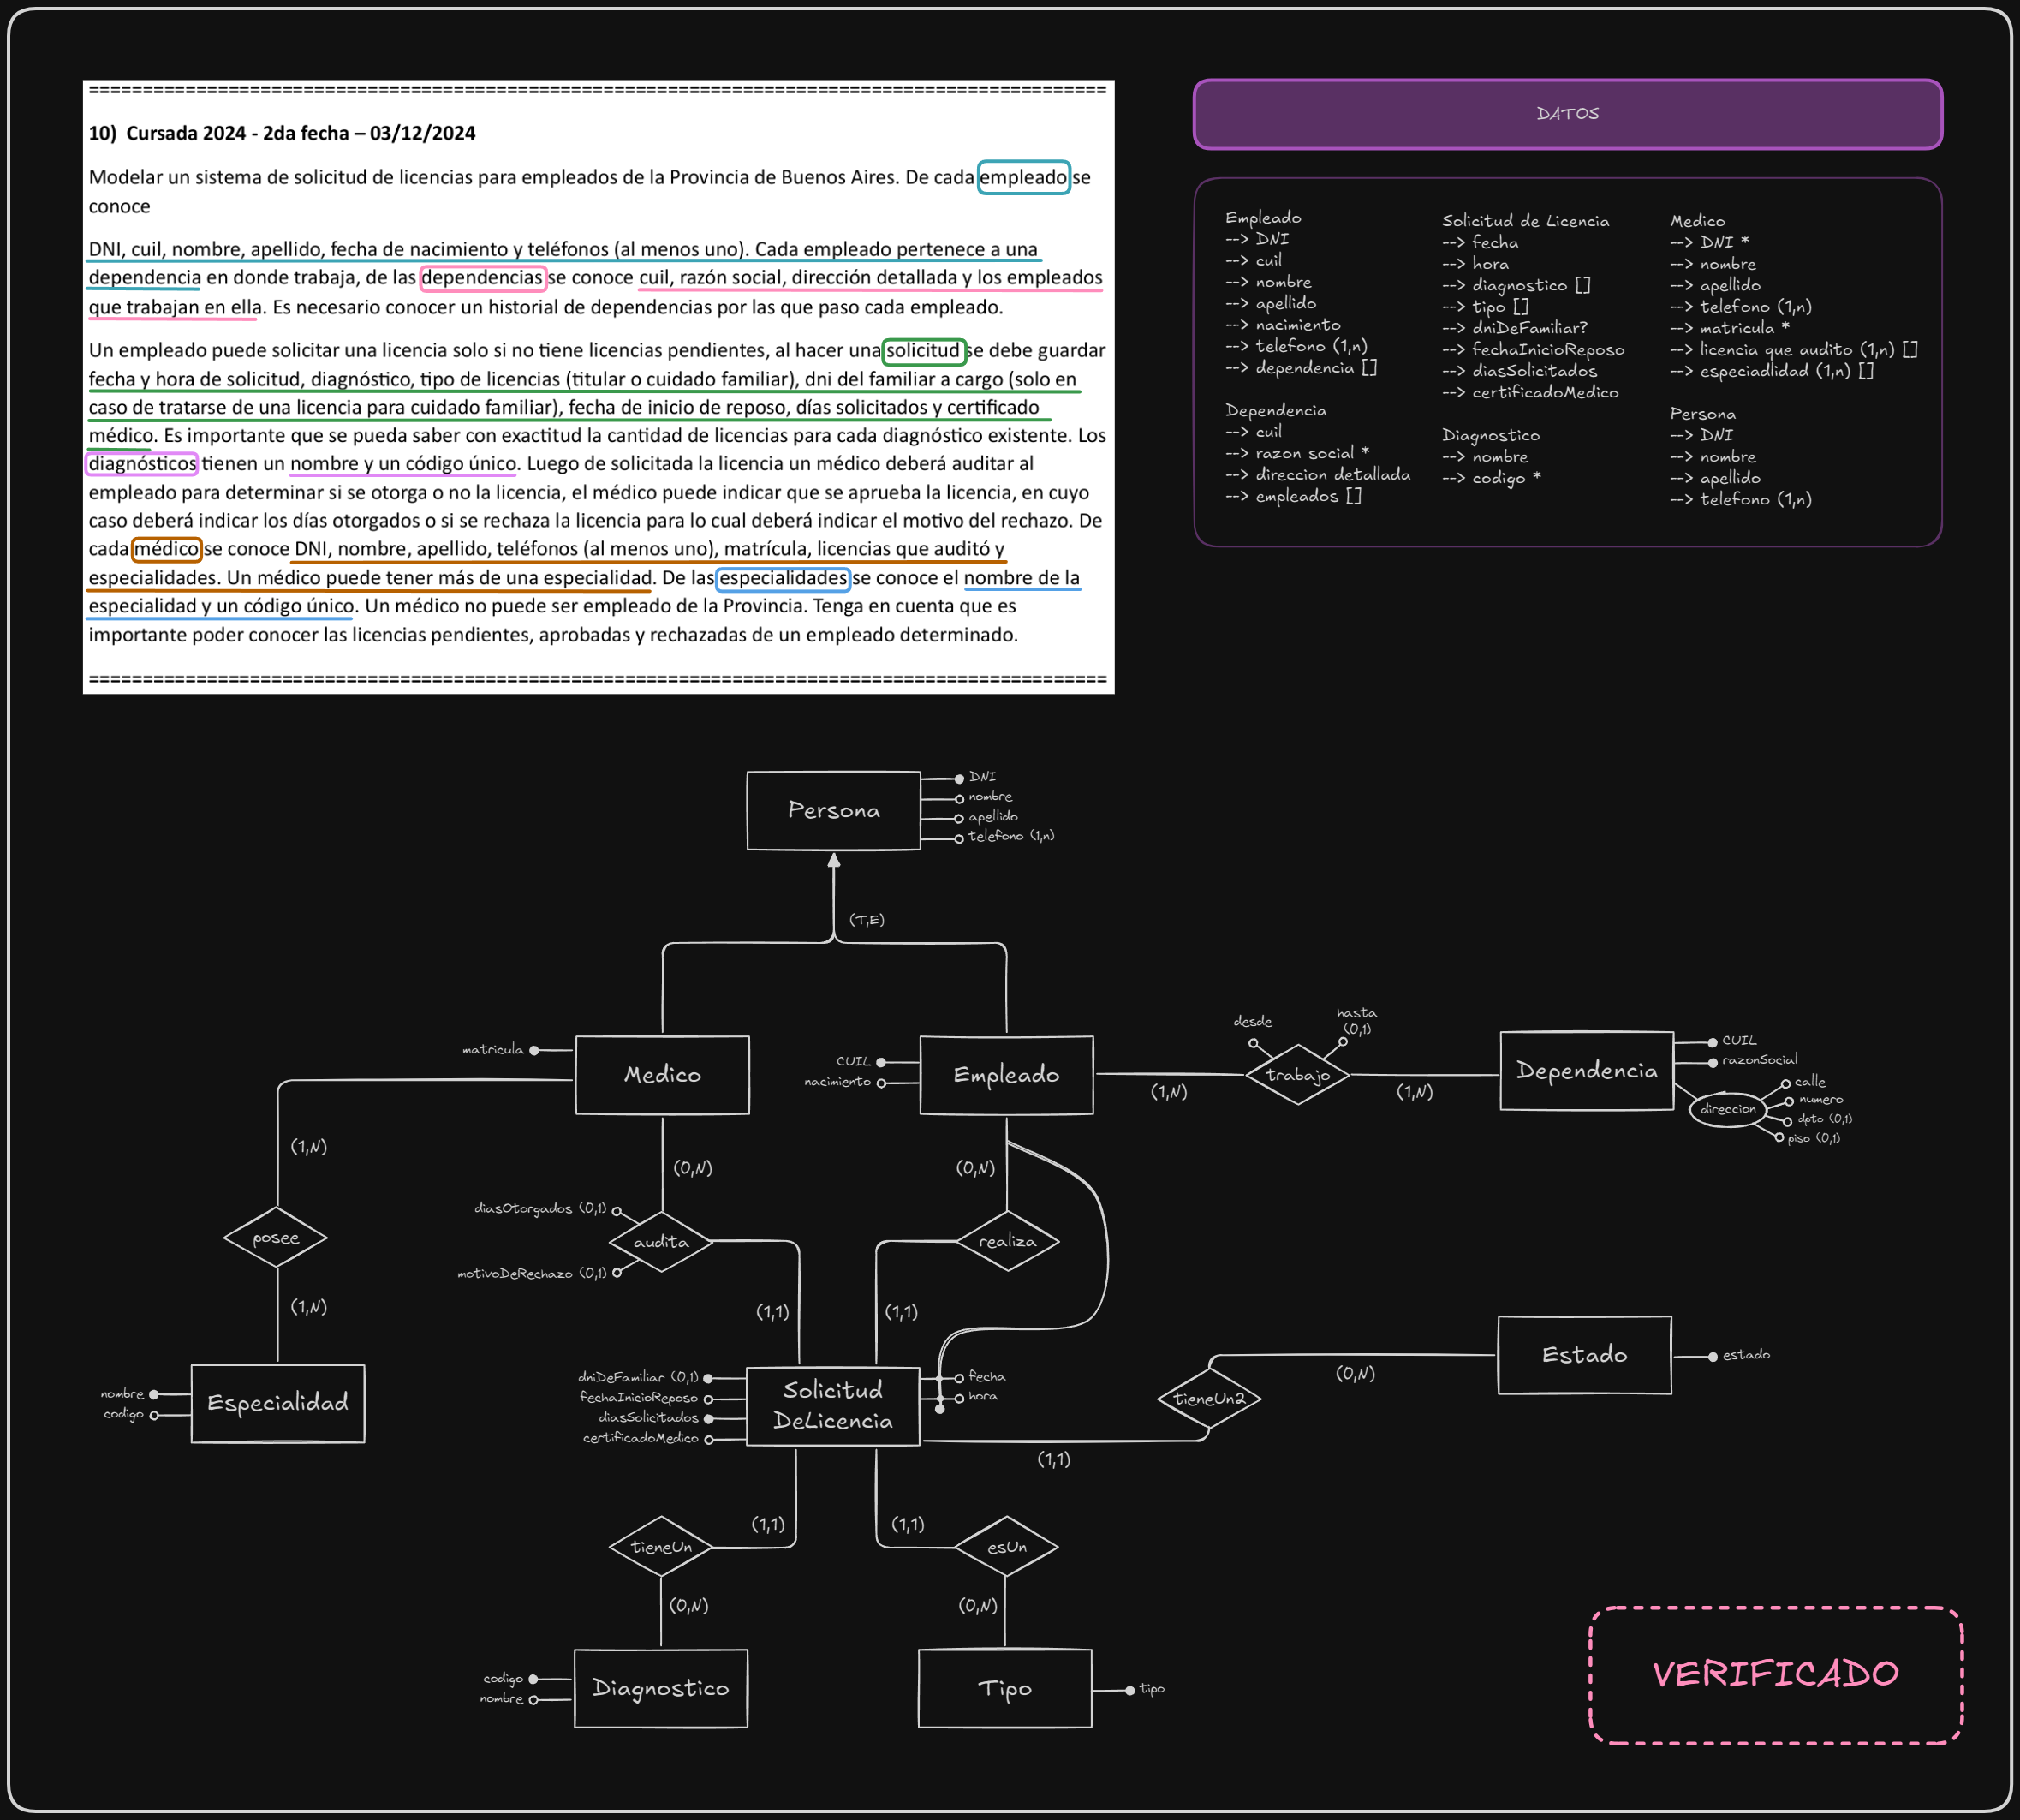 ==============================================================================================
10) Cursada 2024 - 2da fecha – 03/12/2024
Modelar un sistema de solicitud de licencias para empleados de la Provincia de Buenos Aires. De cada empleado se
conoce
DNI, cuil, nombre, apellido, fecha de nacimiento y teléfonos (al menos uno). Cada empleado pertenece a una
dependencia en donde trabaja, de las dependencias se conoce cuil, razón social, dirección detallada y los empleados
que trabajan en ella. Es necesario conocer un historial de dependencias por las que paso cada empleado.
Un empleado puede solicitar una licencia solo si no tiene licencias pendientes, al hacer una solicitud se debe guardar
fecha y hora de solicitud, diagnóstico, tipo de licencias (titular o cuidado familiar), dni del familiar a cargo (solo en
caso de tratarse de una licencia para cuidado familiar), fecha de inicio de reposo, días solicitados y certificado
médico. Es importante que se pueda saber con exactitud la cantidad de licencias para cada diagnóstico existente. Los
diagnósticos tienen un nombre y un código único. Luego de solicitada la licencia un médico deberá auditar al
empleado para determinar si se otorga o no la licencia, el médico puede indicar que se aprueba la licencia, en cuyo
caso deberá indicar los días otorgados o si se rechaza la licencia para lo cual deberá indicar el motivo del rechazo. De
cada médico se conoce DNI, nombre, apellido, teléfonos (al menos uno), matrícula, licencias que auditó y
especialidades. Un médico puede tener más de una especialidad. De las especialidades se conoce el nombre de la
especialidad y un código único. Un médico no puede ser empleado de la Provincia. Tenga en cuenta que es
importante poder conocer las licencias pendientes, aprobadas y rechazadas de un empleado determinado.
==============================================================================================
DATOS
Empleado
--> DNI
--> cuil
--> nombre
--> apellido
--> nacimiento
--> telefono (1,n)
--> dependencia []
Dependencia
--> cuil
--> razon social *
--> direccion detallada
--> empleados []
Solicitud de Licencia
--> fecha
--> hora
--> diagnostico []
--> tipo []
--> dniDeFamiliar?
--> fechaInicioReposo
--> diasSolicitados
--> certificadoMedico
Diagnostico
--> nombre
--> codigo *
Medico
--> DNI *
--> nombre
--> apellido
--> telefono (1,n)
--> matricula *
--> licencia que audito (1,n) []
--> especiadlidad (1,n) []
Persona
--> DNI
--> nombre
--> apellido
--> telefono (1,n)
Persona
DNI
nombre
apellido
telefono (1,n)
(T,E)
matricula
Medico
CUIL
nacimiento
Empleado
(1,N)
desde
hasta
(0,1)
trabajo
(1,N)
Dependencia
CUIL
razonSocial
direccion
calle
numero
dpto (0,1)
piso (0,1)
(1,N)
posee
(1,N)
(0,N)
diasOtorgados (0,1)
audita
motivoDeRechazo (0,1)
(1,1)
(0,N)
realiza
(1,1)
nombre
codigo
Especialidad
dniDeFamiliar (0,1)
fechaInicioReposo
diasSolicitados
certificadoMedico
Solicitud
DeLicencia
fecha
hora
(1,1)
tieneUn2
(0,N)
Estado
estado
(1,1)
tieneUn
(0,N)
(1,1)
esUn
(0,N)
codigo
nombre
Diagnostico
Tipo
tipo
VERIFICADO